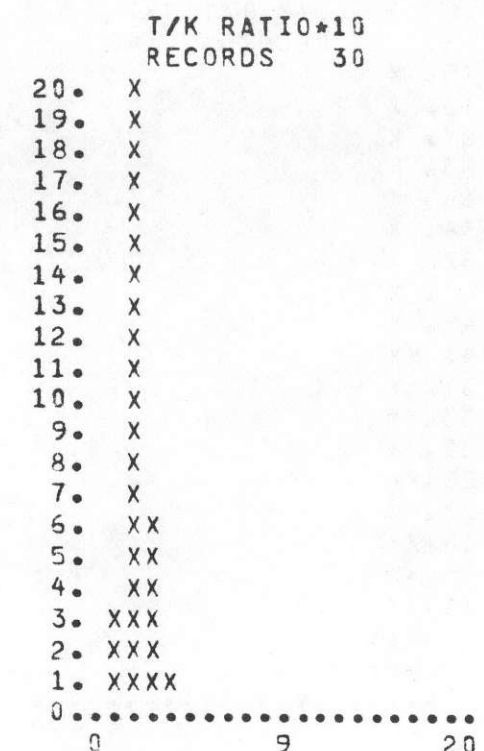 T/K RATIO*10
RECORDS 30
20. X
19. X
18. X
17. X
16. X
15. X
14. X
13. X
12. X
11. X
10. X
9. X
8. X
7. X
6. XX
5. XX
4. XX
3. XXX
2. XXX
1. XXXX
0.....................
0 9 20